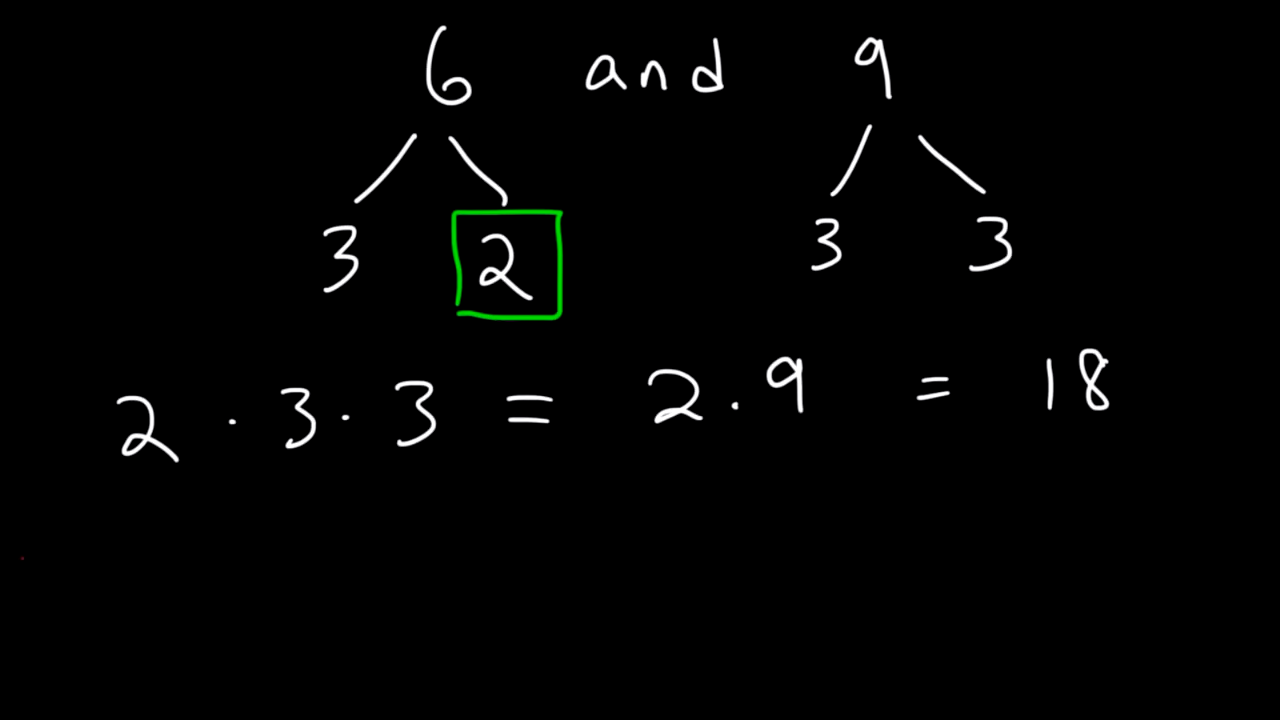 6 and 9
3 2 3 3
2 · 3 · 3 = 2 . 9 = 18